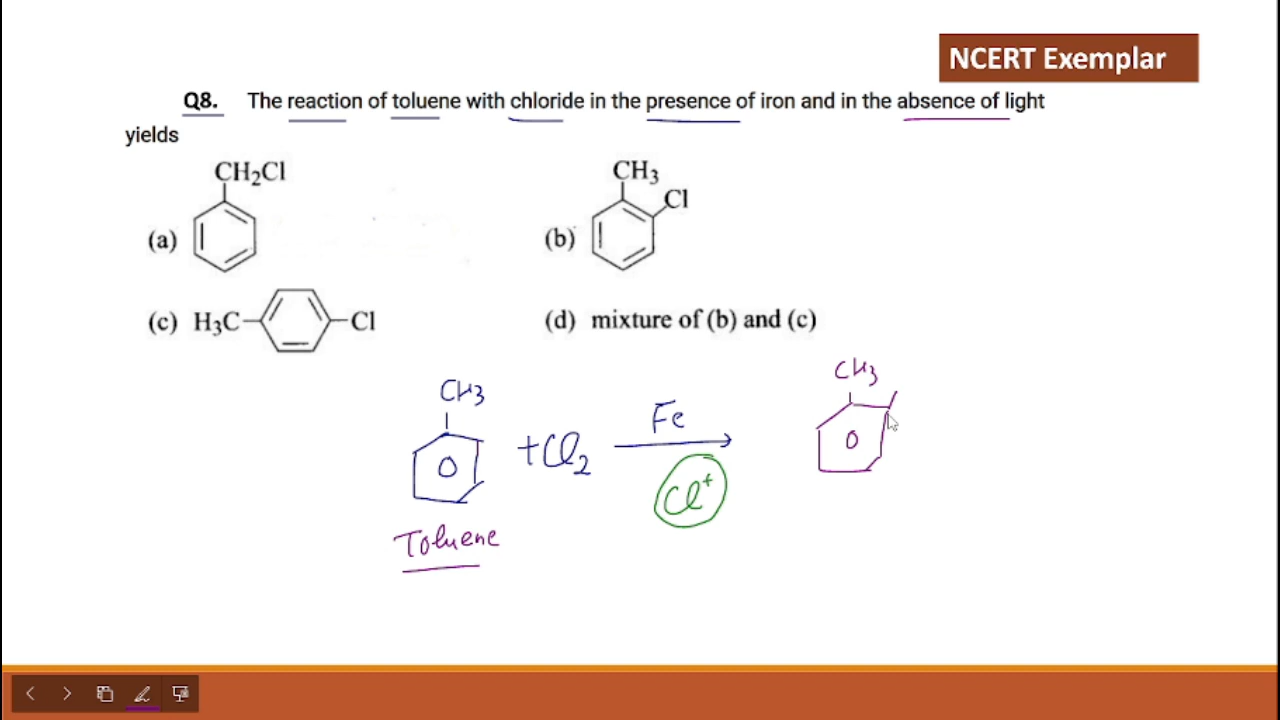 NCERT Exemplar
Q8. The reaction of toluene with chloride in the presence of iron and in the absence of light
yields
CH₂Cl
(a)
CH₃
Cl
(b)
(c) H₃C Cl
(d) mixture of (b) and (c)
CH3
+Cl2
Fe
Cl+
CH3
Toluene